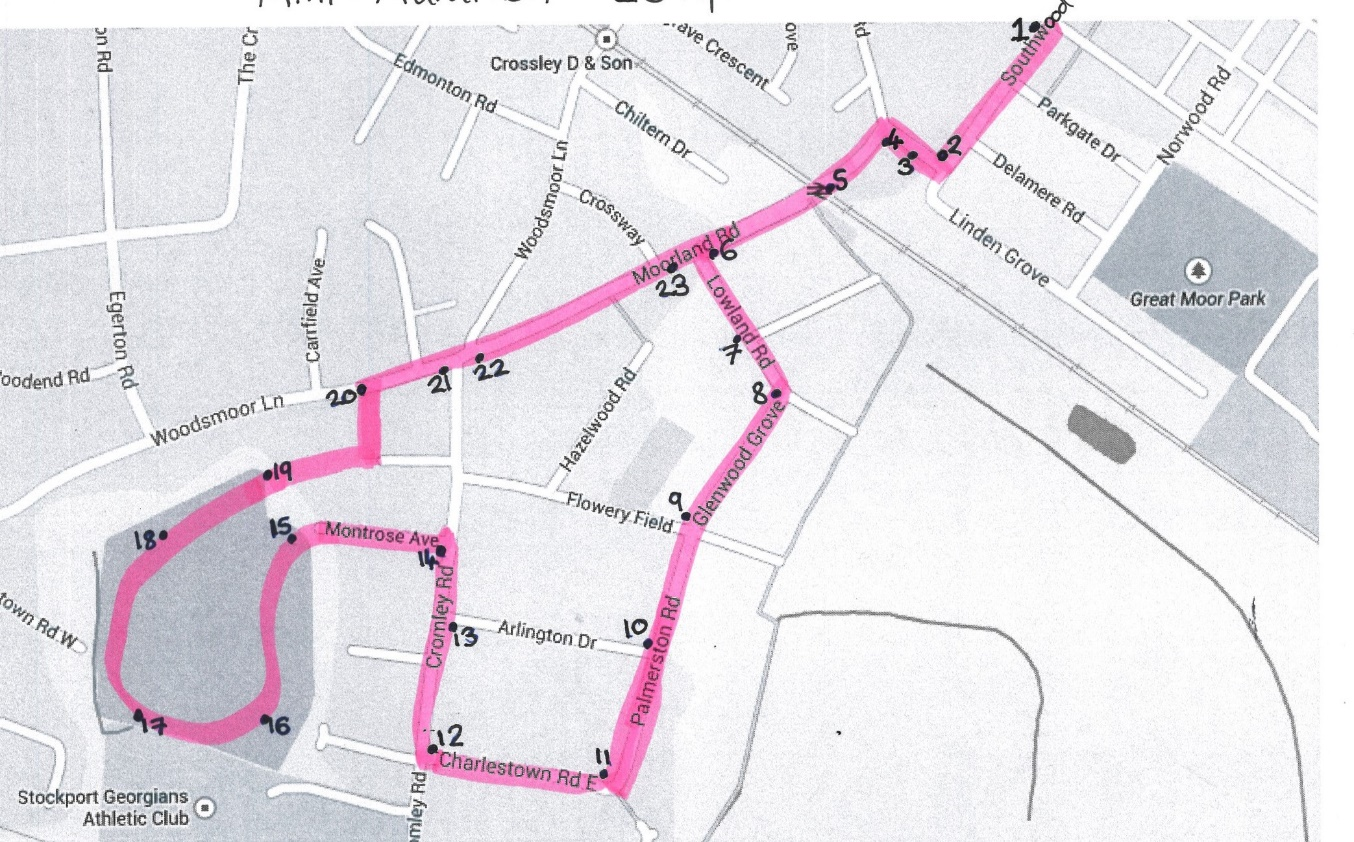 1
Southwood
Crossley D & Son
Edmonton Rd
Chiltern Dr
Parkgate Dr
Norwood Rd
2
4
3
Delamere Rd
5
Woodsmoor Ln
Crossway
Linden Grove
Moorland Rd
6
23
Great Moor Park
Lowland Rd
7
Egerton Rd
Carfield Ave
22
21
20
8
Woodsmoor Ln
Hazelwood Rd
Glenwood Grove
19
9
Flowery Field
18
15
Montrose Ave
14
Cromley Rd
13
Arlington Dr
10
Palmerston Rd
17
16
12
11
Charlestown Rd E
Stockport Georgians
Athletic Club